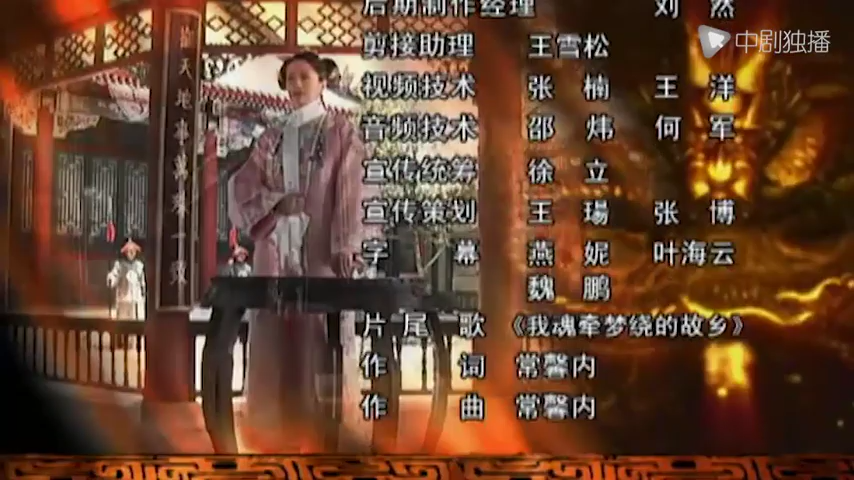 后期制作经理 刘 然
中剧独播
剪接助理 王雪松
视频技术 张 楠 王 洋
音频技术 邵 炜 何 军
宣传统筹 徐 立
宣传策划 王 瑒 张 博
字 幕 燕 妮 叶海云
魏 鹏
片 尾 歌 《我魂牵梦绕的故乡》
作 词 常馨内
作 曲 常馨内